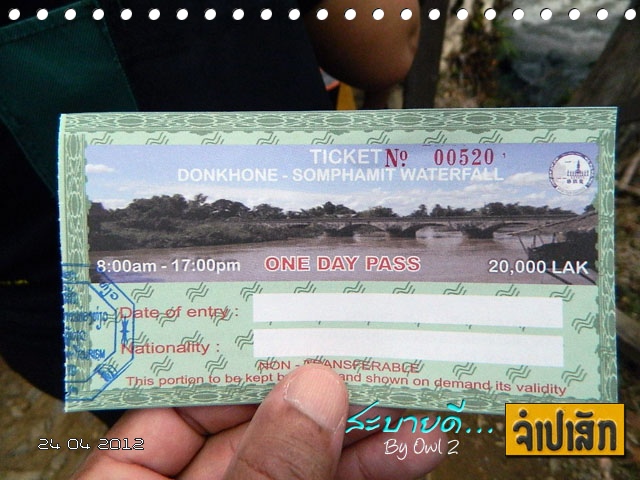 TICKET No 00520
DONKHONE - SOMPHAMIT WATERFALL
8:00am - 17:00pm ONE DAY PASS 20,000 LAK
Date of entry :
Nationality :
NON - TRANSFERABLE
This portion to be kept and shown on demand its validity
สะบายดี...
By Owl 2
จำปาสัก
24 04 2012